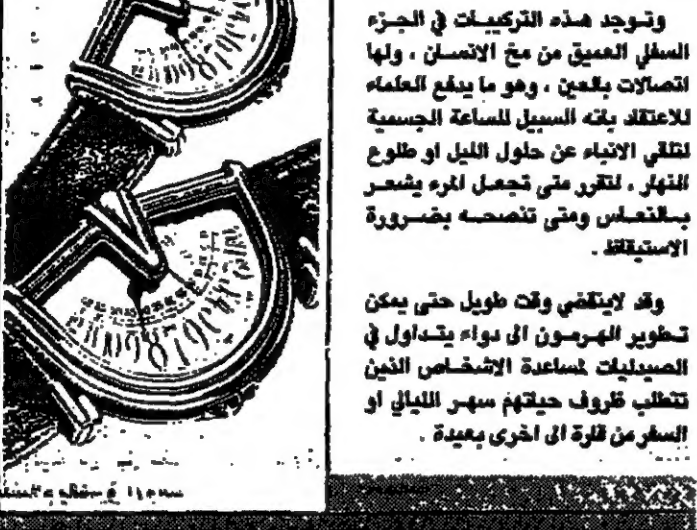 وتوجد هذه التركيبات في الجزء
السفلي العميق من مخ الانسان ، ولها
اتصالات بالعين ، وهو ما يدفع العلماء
للاعتقاد بانه السبيل للساعة الجسمية
لتلقي الانباء عن حلول الليل او طلوع
النهار ، لتقرر متى تجعل المرء يشعر
بالنعاس ومتى تنصحه بضرورة
الاستيقاظ .
وقد لاينقضي وقت طويل حتى يمكن
تطوير الهرمون الى دواء يتداول في
الصيدليات لمساعدة الاشخاص الذين
تتطلب ظروف حياتهم سهر الليالي او
السفر من قارة الى اخرى بعيدة .